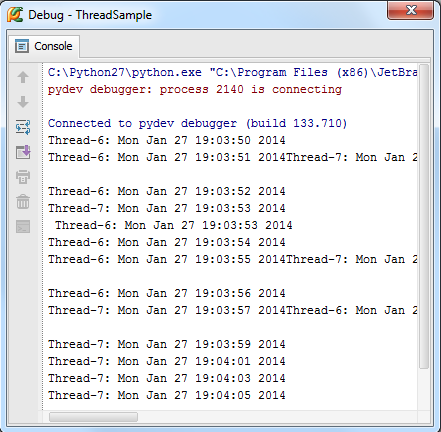 Debug - ThreadSample
Console
C:\Python27\python.exe "C:\Program Files (x86)\JetBra
pydev debugger: process 2140 is connecting
Connected to pydev debugger (build 133.710)
Thread-6: Mon Jan 27 19:03:50 2014
Thread-6: Mon Jan 27 19:03:51 2014Thread-7: Mon Jan 2
Thread-6: Mon Jan 27 19:03:52 2014
Thread-7: Mon Jan 27 19:03:53 2014
Thread-6: Mon Jan 27 19:03:53 2014
Thread-6: Mon Jan 27 19:03:54 2014
Thread-6: Mon Jan 27 19:03:55 2014Thread-7: Mon Jan 2
Thread-6: Mon Jan 27 19:03:56 2014
Thread-7: Mon Jan 27 19:03:57 2014Thread-6: Mon Jan 2
Thread-7: Mon Jan 27 19:03:59 2014
Thread-7: Mon Jan 27 19:04:01 2014
Thread-7: Mon Jan 27 19:04:03 2014
Thread-7: Mon Jan 27 19:04:05 2014